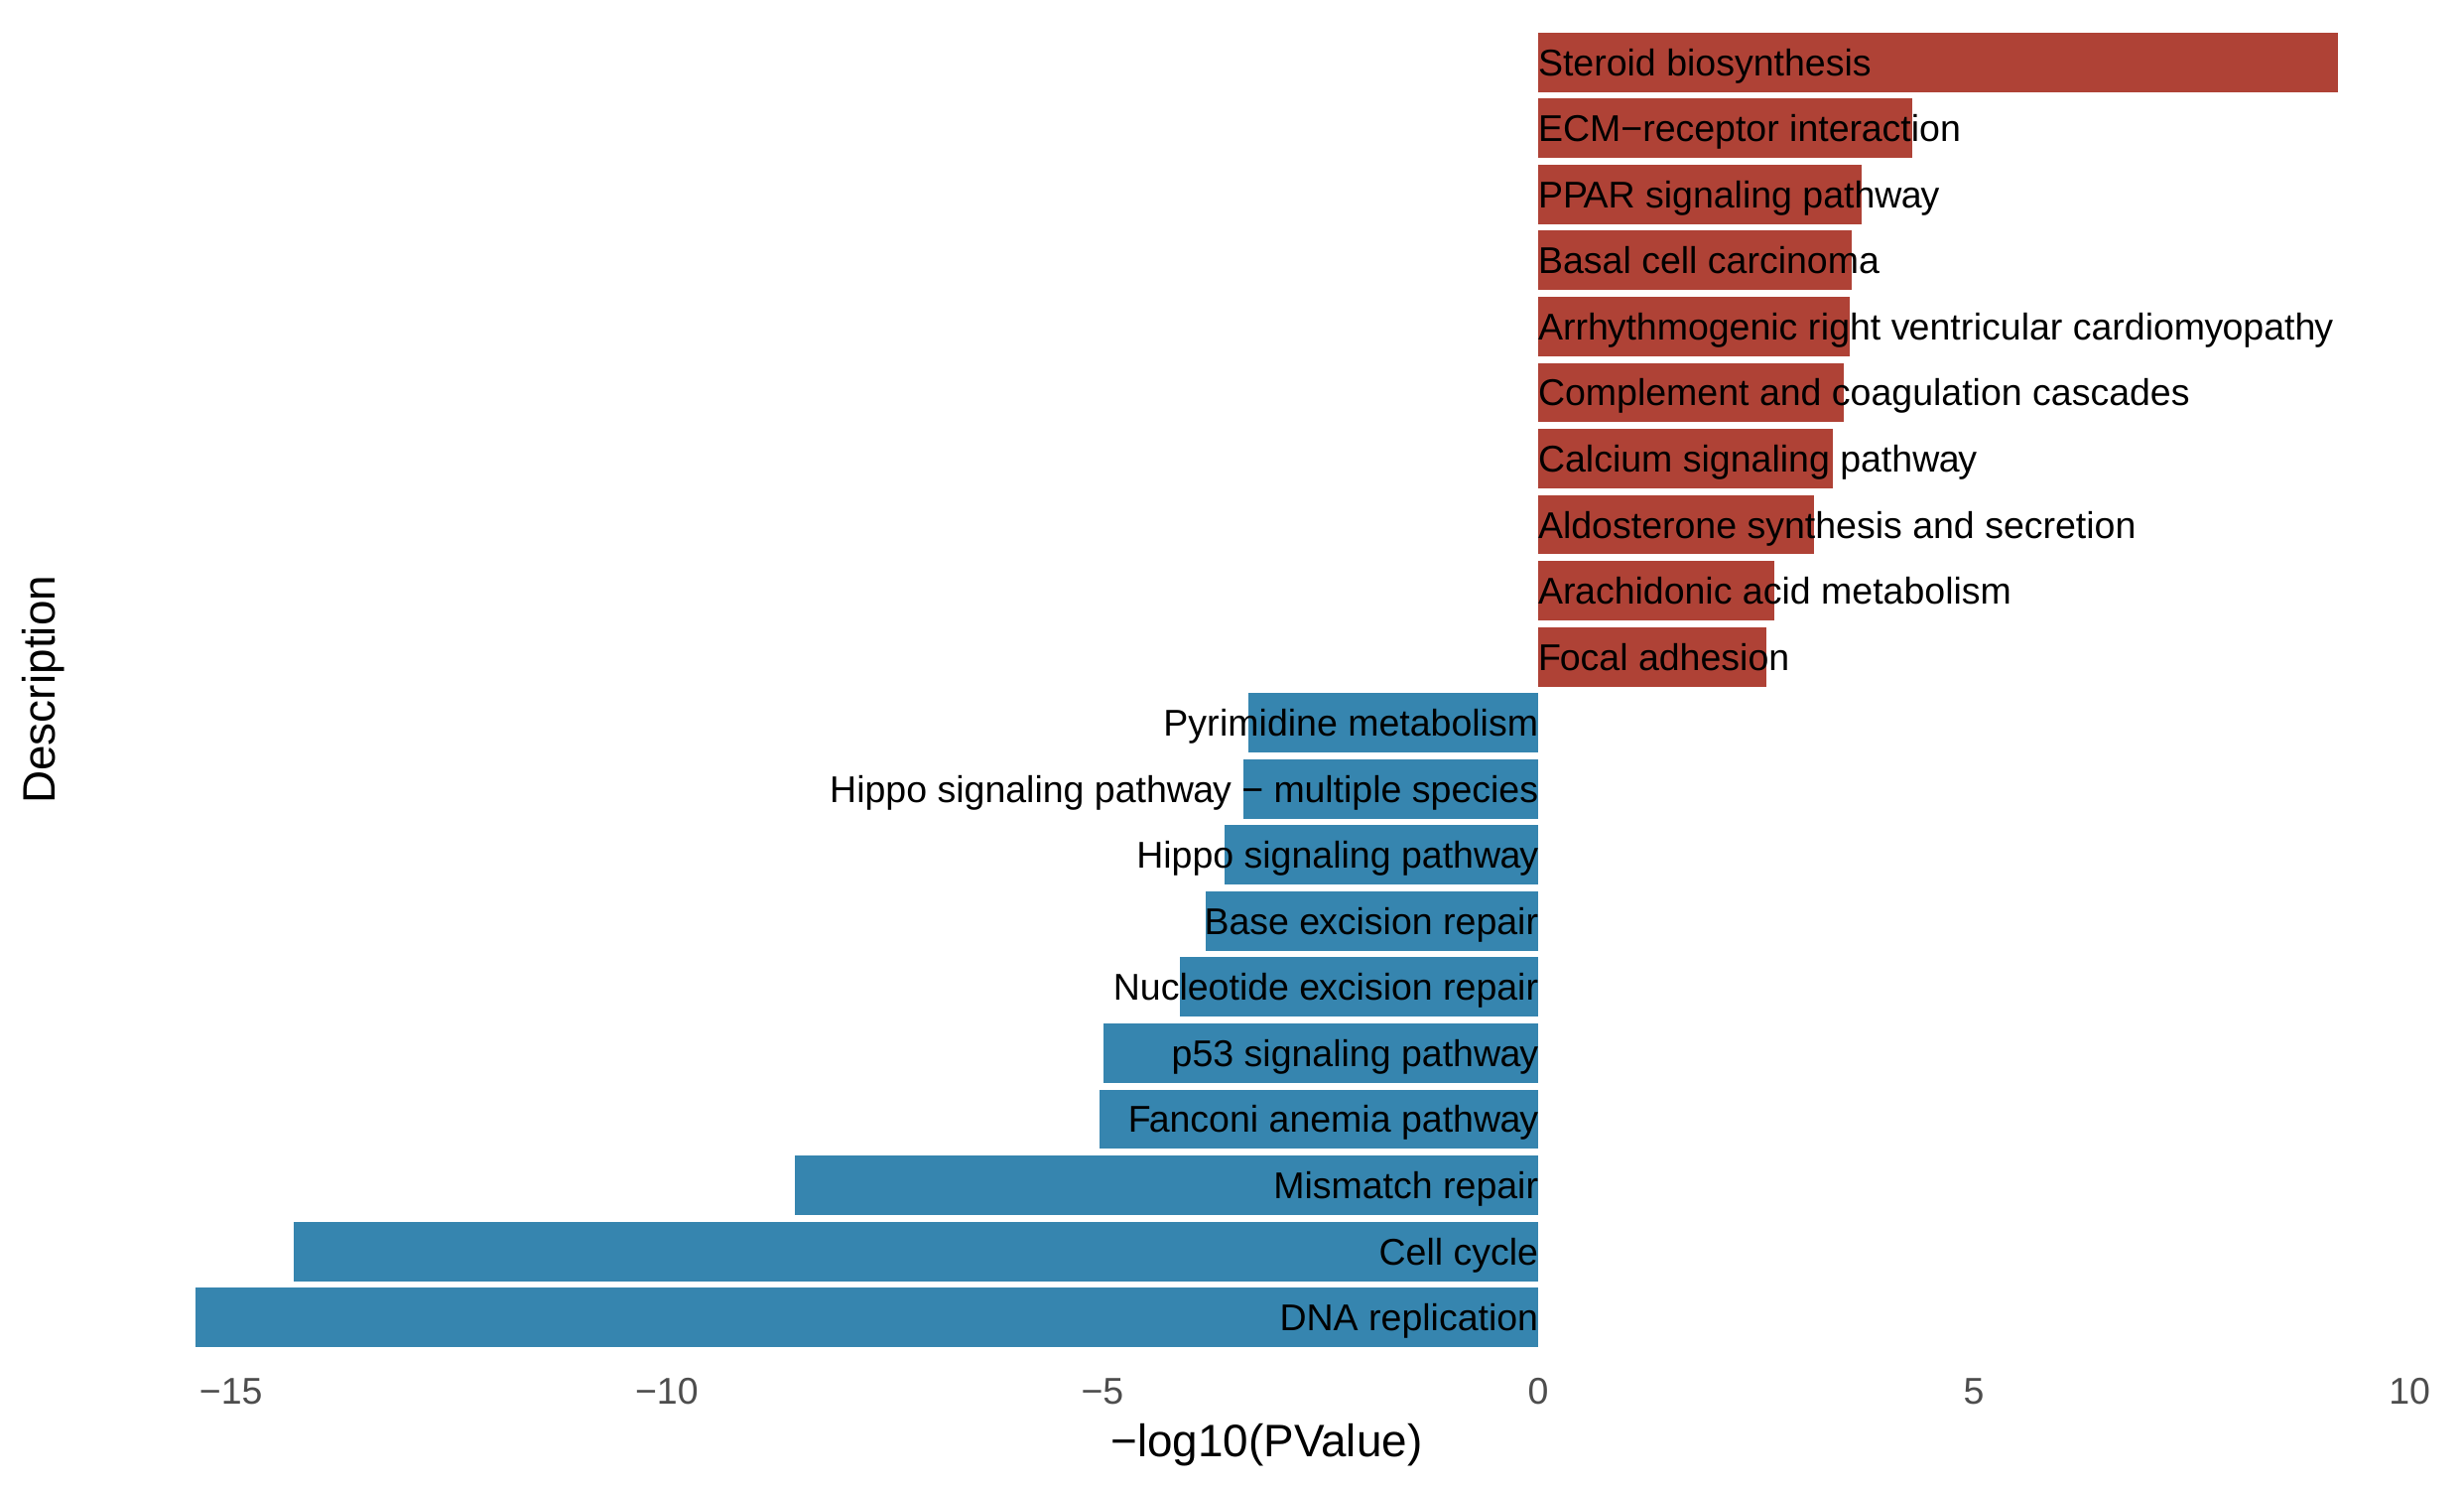 Steroid biosynthesis
ECM−receptor interaction
PPAR signaling pathway
Basal cell carcinoma
Arrhythmogenic right ventricular cardiomyopathy
Complement and coagulation cascades
Calcium signaling pathway
Aldosterone synthesis and secretion
Arachidonic acid metabolism
Focal adhesion
Description
Pyrimidine metabolism
Hippo signaling pathway − multiple species
Hippo signaling pathway
Base excision repair
Nucleotide excision repair
p53 signaling pathway
Fanconi anemia pathway
Mismatch repair
Cell cycle
DNA replication
−15 −10 −5 0 5 10
−log10(PValue)